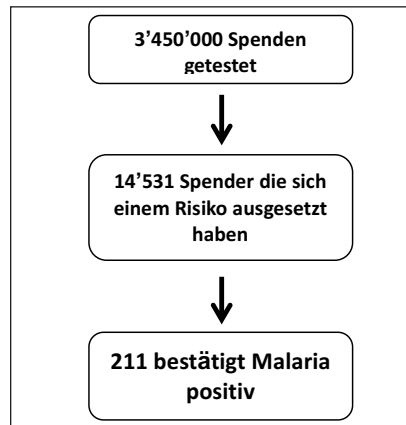 3’450’000 Spenden
getestet
14’531 Spender die sich
einem Risiko ausgesetzt
haben
211 bestätigt Malaria
positiv